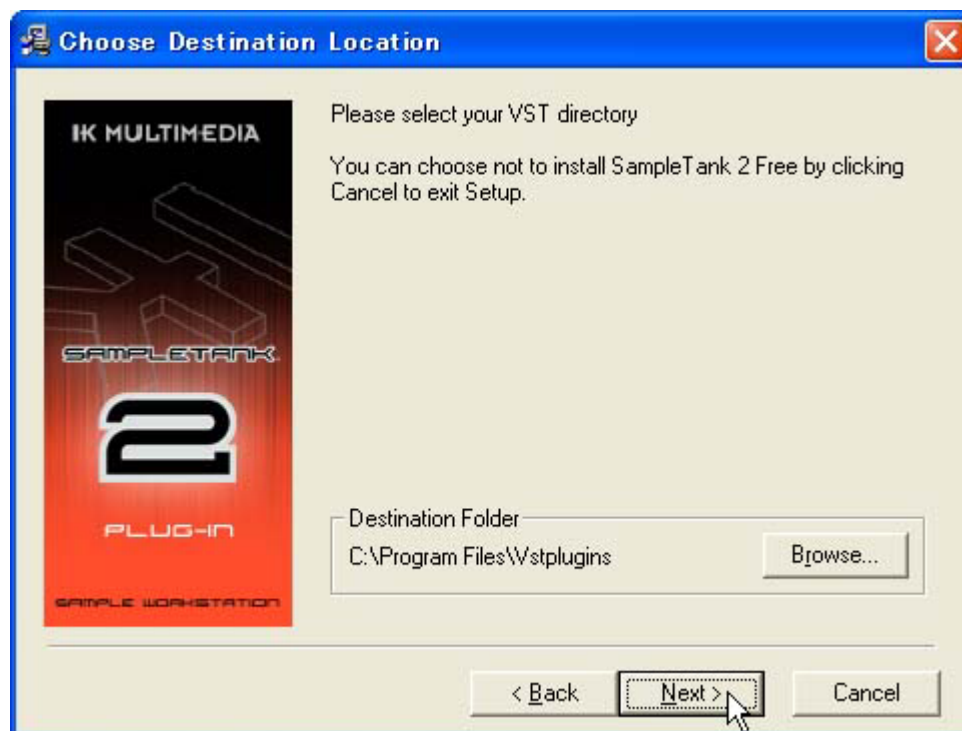 Choose Destination Location
IK MULTIMEDIA
SAMPLETANK
2
PLUG-IN
SAMPLE WORKSTATION
Please select your VST directory
You can choose not to install SampleTank 2 Free by clicking
Cancel to exit Setup.
Destination Folder
C:\Program Files\Vstplugins
Browse...
< Back
Next >
Cancel